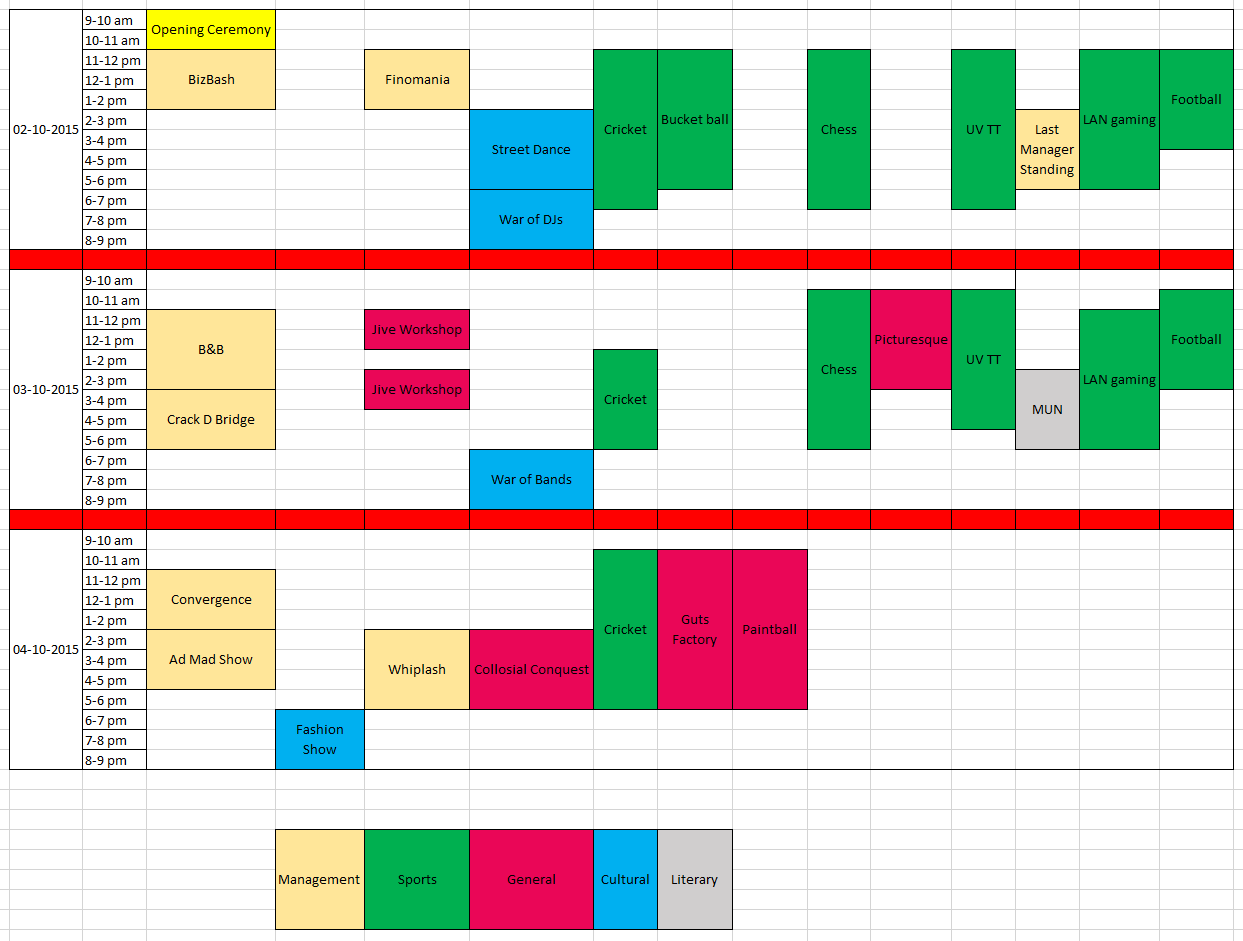 9-10 am
Opening Ceremony
10-11 am
11-12 pm
BizBash
Finomania
12-1 pm
1-2 pm
02-10-2015
2-3 pm
3-4 pm
4-5 pm
5-6 pm
6-7 pm
7-8 pm
8-9 pm
Street Dance
War of DJs
Cricket
Bucket ball
Chess
UV TT
Last
Manager
Standing
LAN gaming
Football
03-10-2015
9-10 am
10-11 am
11-12 pm
12-1 pm
1-2 pm
2-3 pm
3-4 pm
4-5 pm
5-6 pm
6-7 pm
7-8 pm
8-9 pm
B&B
Crack D Bridge
Jive Workshop
Jive Workshop
War of Bands
Cricket
Chess
Picturesque
UV TT
MUN
LAN gaming
Football
04-10-2015
9-10 am
10-11 am
11-12 pm
12-1 pm
1-2 pm
2-3 pm
3-4 pm
4-5 pm
5-6 pm
6-7 pm
7-8 pm
8-9 pm
Convergence
Ad Mad Show
Fashion
Show
Whiplash
Collosial Conquest
Cricket
Guts
Factory
Paintball
Management
Sports
General
Cultural
Literary